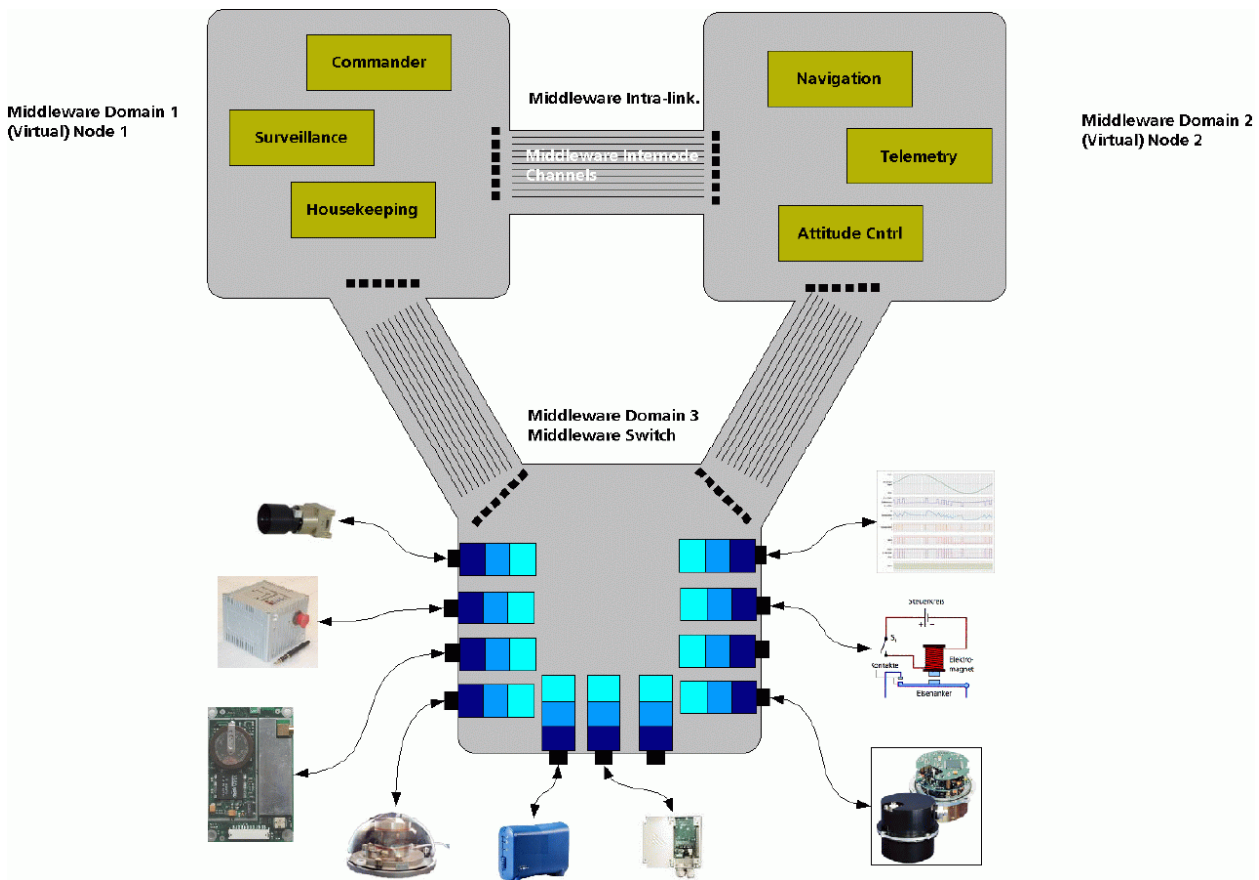 Commander
Navigation
Middleware Intra-link.
Middleware Domain 1
(Virtual) Node 1
Middleware Domain 2
(Virtual) Node 2
Surveillance
Middleware Internode
Channels
Telemetry
Housekeeping
Attitude Cntrl
Middleware Domain 3
Middleware Switch
Steuerkreis
+ −
S₁
Kontakte
Elektro-
magnet
Eisenanker